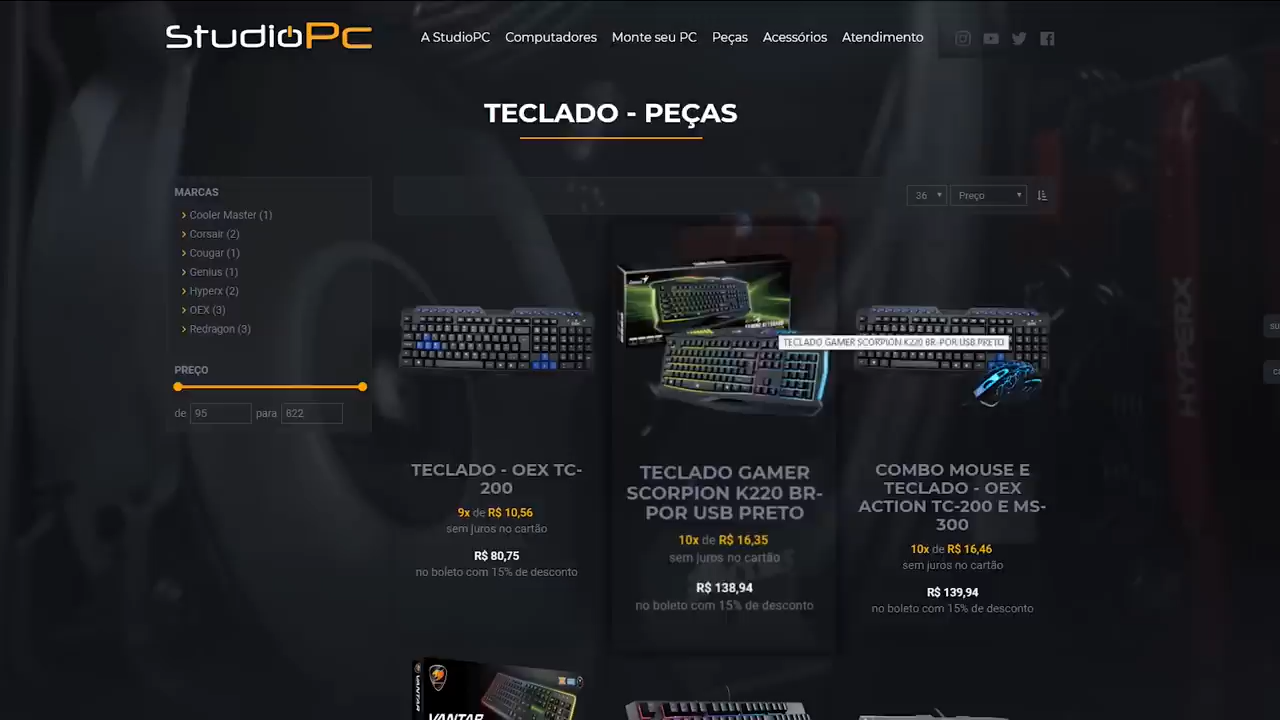 StudioPc
A StudioPC Computadores Monte seu PC Peças Acessórios Atendimento
TECLADO - PEÇAS
MARCAS
Cooler Master (1)
Corsair (2)
Cougar (1)
Genius (1)
Hyperx (2)
OEX (3)
Redragon (3)
PREÇO
de 95 para 822
36 Preço
TECLADO GAMER SCORPION K220 BR-POR USB PRETO
TECLADO - OEX TC-
200
9x de R$ 10,56
sem juros no cartão
R$ 80,75
no boleto com 15% de desconto
TECLADO GAMER
SCORPION K220 BR-
POR USB PRETO
10x de R$ 16,35
sem juros no cartão
R$ 138,94
no boleto com 15% de desconto
COMBO MOUSE E
TECLADO - OEX
ACTION TC-200 E MS-
300
10x de R$ 16,46
sem juros no cartão
R$ 139,94
no boleto com 15% de desconto
VANTAR
HYPERX